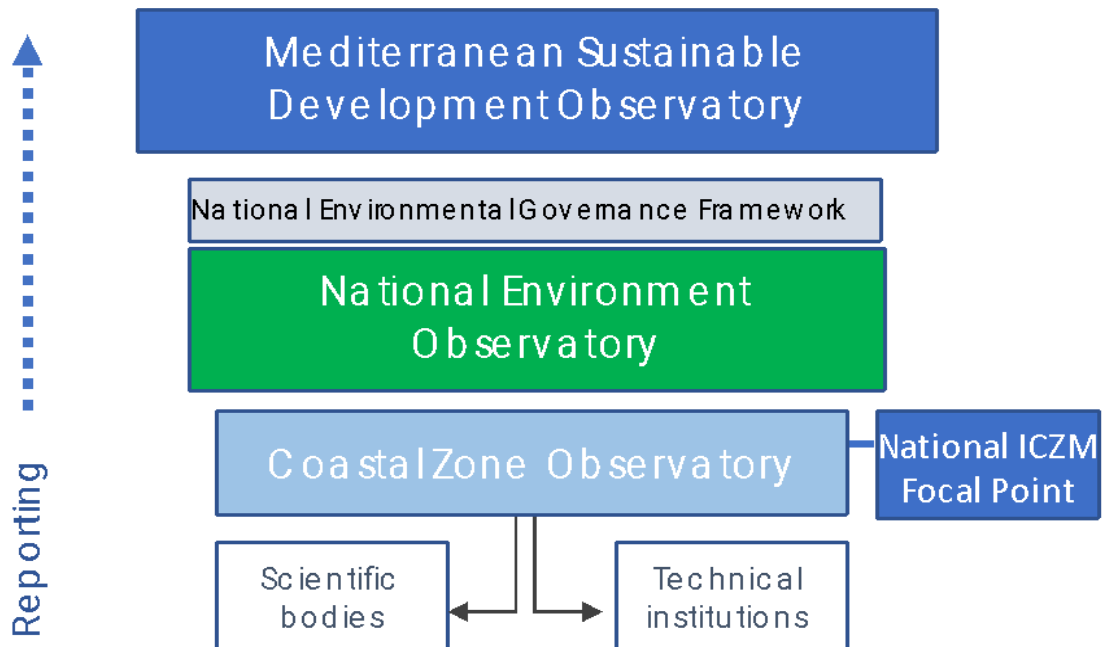 Mediterranean Sustainable
Development Observatory
National Environmental Governance Framework
National Environment
Observatory
Coastal Zone Observatory
National ICZM
Focal Point
Scientific
bodies
Technical
institutions
Reporting